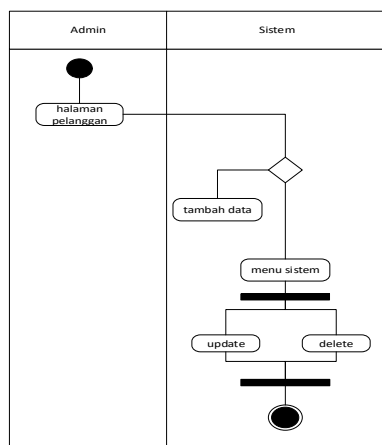 Admin
Sistem
halaman
pelanggan
tambah data
menu sistem
update
delete